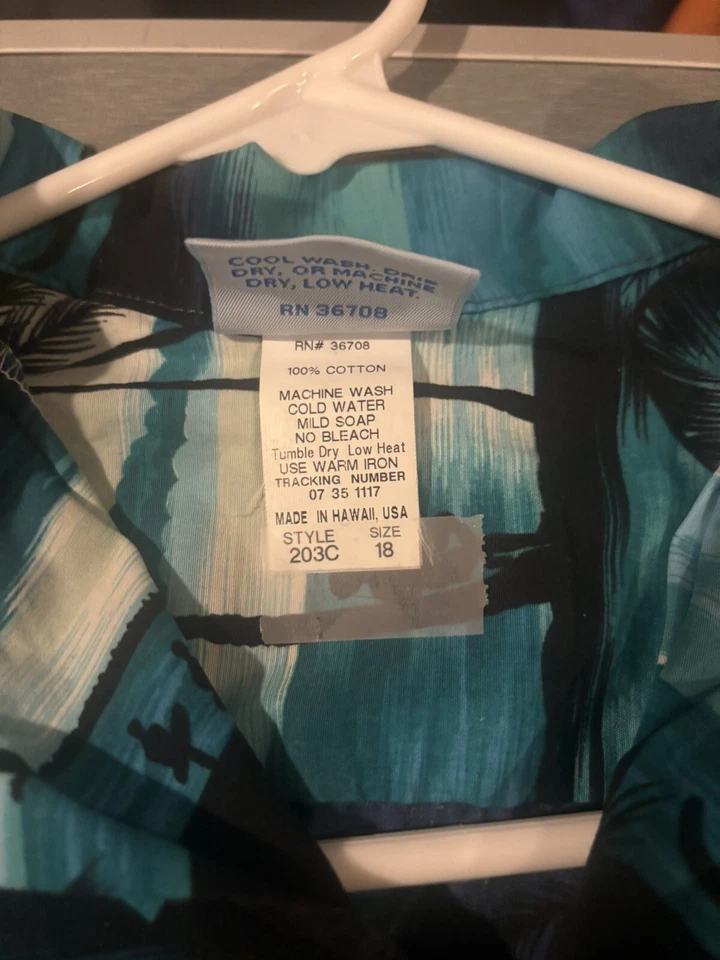 COOL WASH, DRIP
DRY, OR MACHINE
DRY, LOW HEAT.
RN 36708
RN# 36708
100% COTTON
MACHINE WASH
COLD WATER
MILD SOAP
NO BLEACH
Tumble Dry Low Heat
USE WARM IRON
TRACKING NUMBER
07 35 1117
MADE IN HAWAII, USA
STYLE SIZE
203C 18